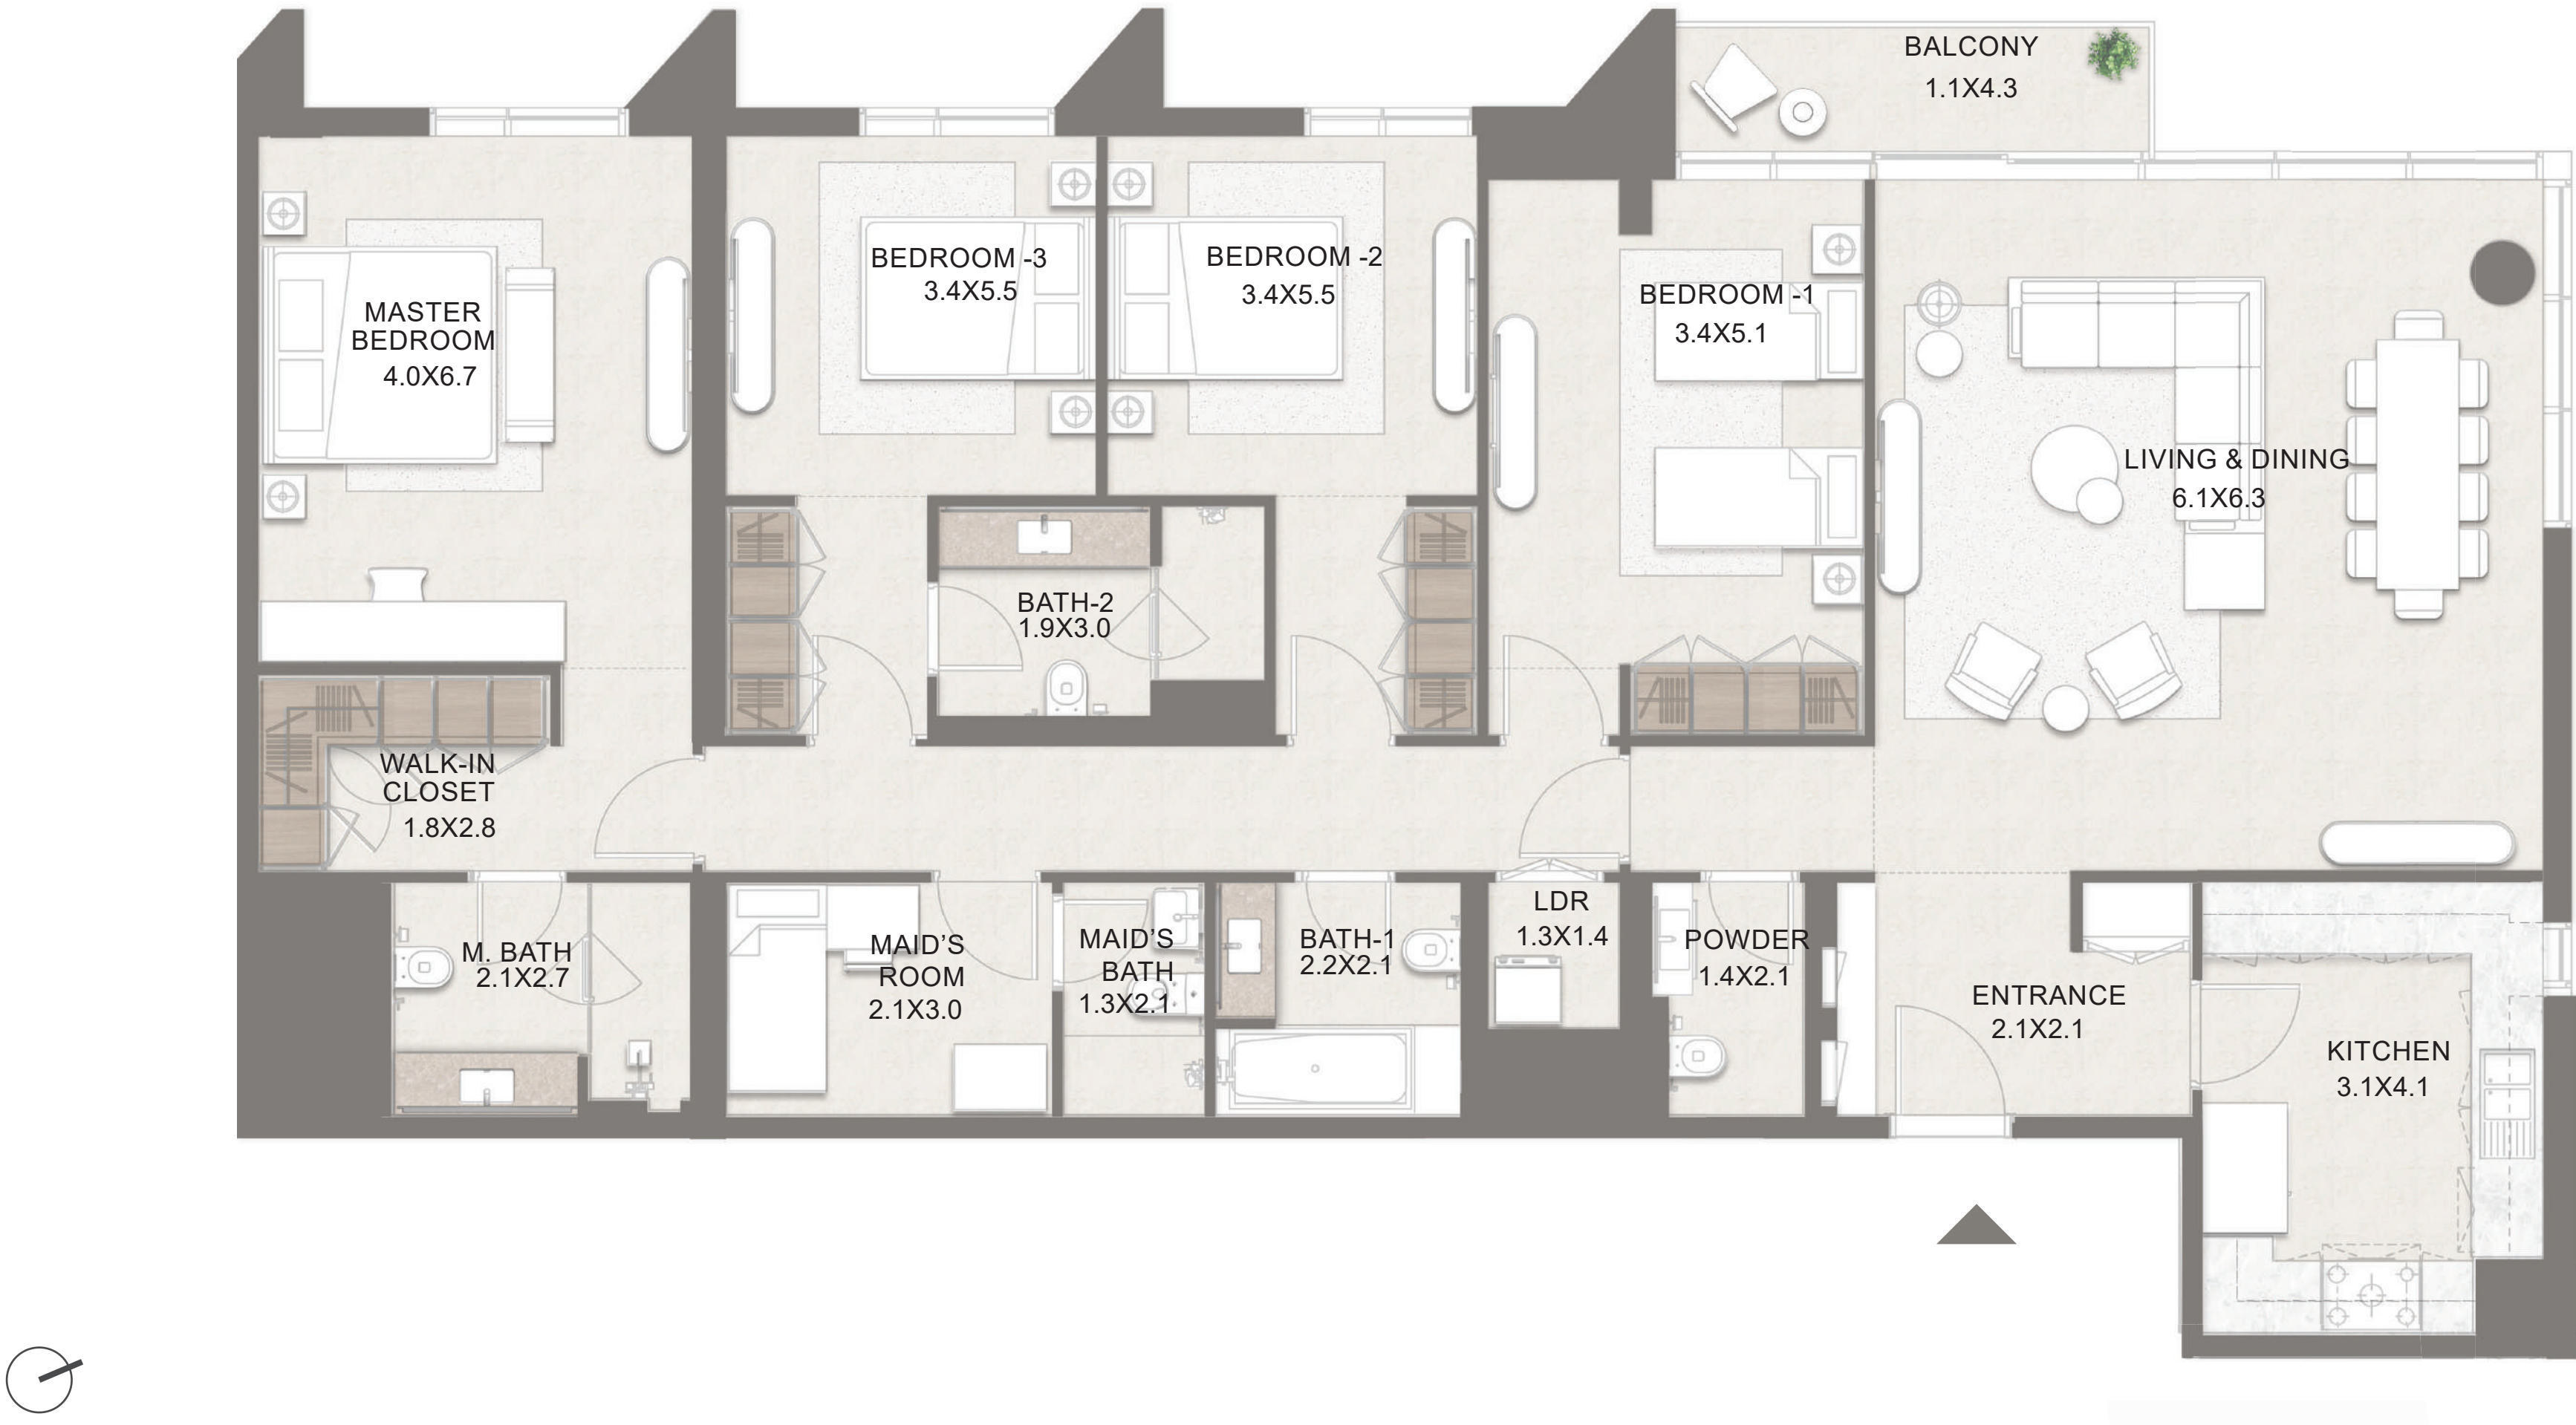 BALCONY
1.1X4.3
MASTER
BEDROOM
4.0X6.7
BEDROOM -3
3.4X5.5
BEDROOM -2
3.4X5.5
BEDROOM -1
3.4X5.1
LIVING & DINING
6.1X6.3
BATH-2
1.9X3.0
WALK-IN
CLOSET
1.8X2.8
M. BATH
2.1X2.7
MAID’S
ROOM
2.1X3.0
MAID’S
BATH
1.3X2.1
BATH-1
2.2X2.1
LDR
1.3X1.4
POWDER
1.4X2.1
ENTRANCE
2.1X2.1
KITCHEN
3.1X4.1